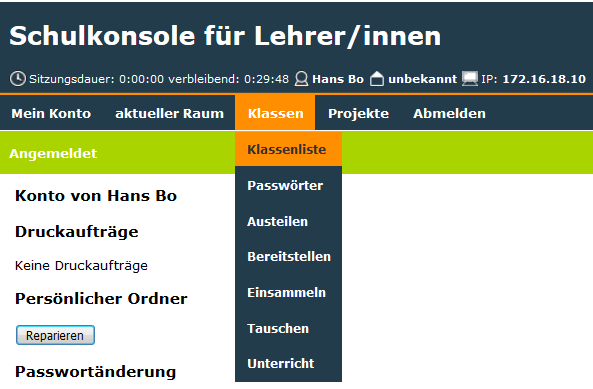 Schulkonsole für Lehrer/innen
Sitzungsdauer: 0:00:00 verbleibend: 0:29:48 Hans Bo unbekannt IP: 172.16.18.10
Mein Konto aktueller Raum Klassen Projekte Abmelden
Angemeldet
Klassenliste
Passwörter
Austeilen
Bereitstellen
Einsammeln
Tauschen
Unterricht
Konto von Hans Bo
Druckaufträge
Keine Druckaufträge
Persönlicher Ordner
Reparieren
Passwortänderung